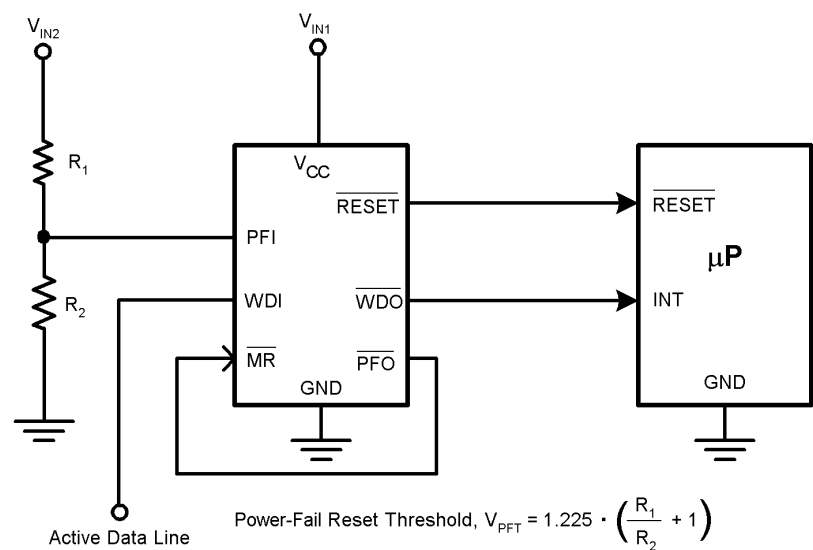 V_IN2
V_IN1
R_1
V_CC
RESET
RESET
PFI
μP
R_2
WDI
WDO
INT
MR
PFO
GND
GND
Active Data Line
Power-Fail Reset Threshold, V_PFT = 1.225 · (R_1/R_2 + 1)